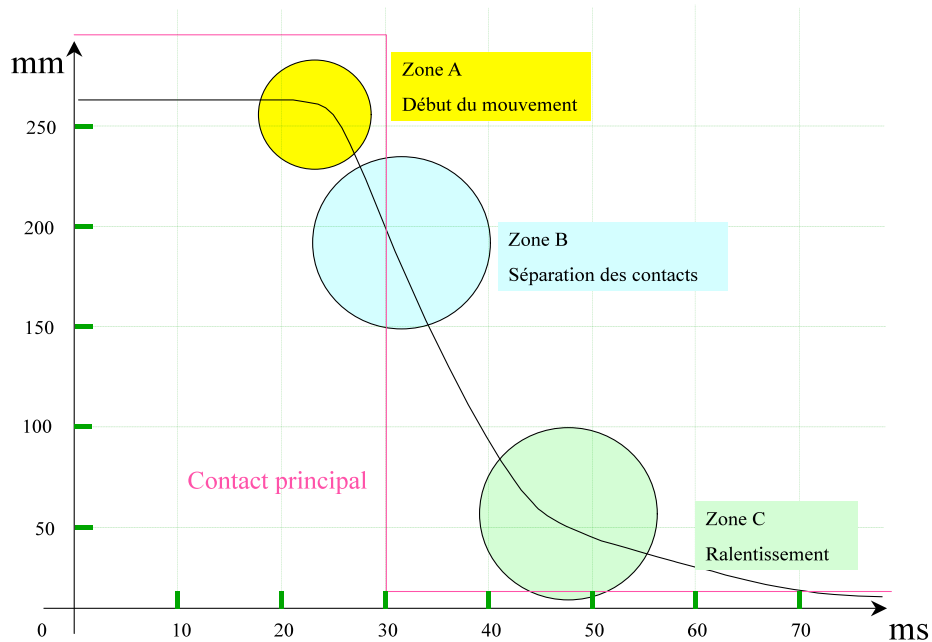 mm
Zone A
Début du mouvement
250
200
Zone B
Séparation des contacts
150
100
Contact principal
50
Zone C
Ralentissement
0 10 20 30 40 50 60 70 ms